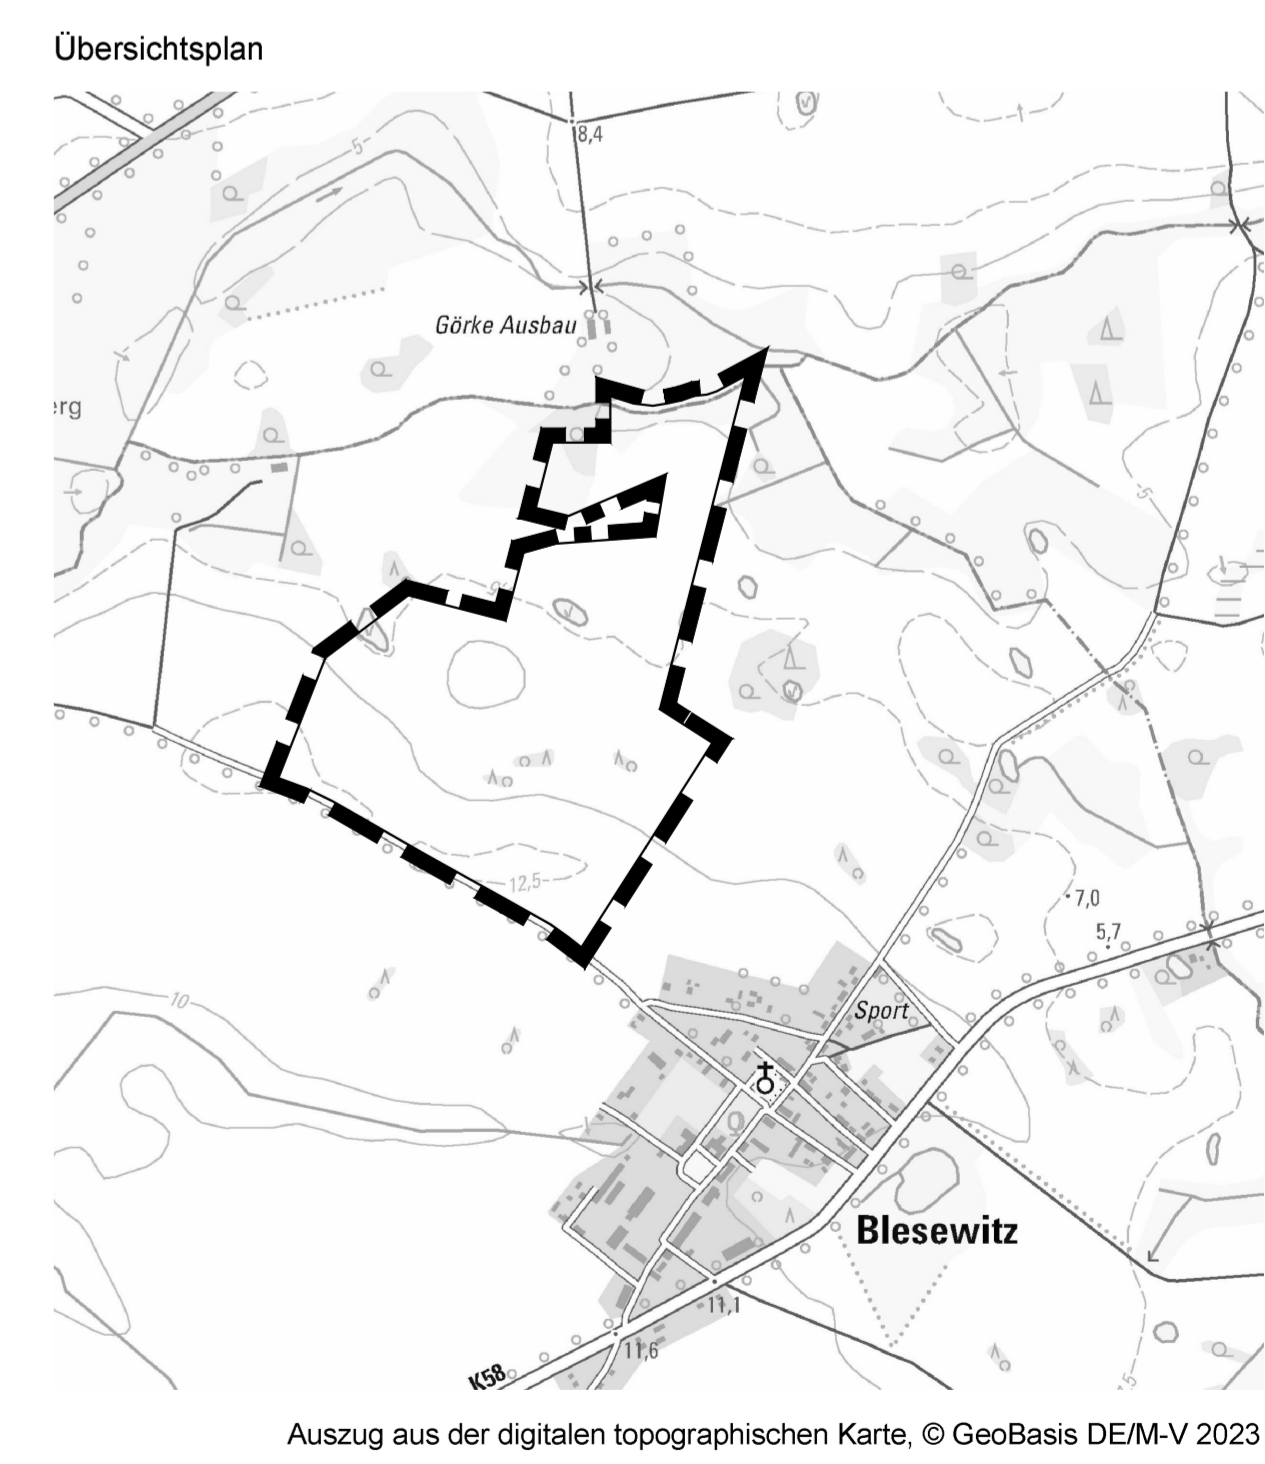 Übersichtsplan
8,4
5
Görke Ausbau
erg
5
12,5
7,0
5,7
10
Sport
Blesewitz
11,1
11,6
K58
Auszug aus der digitalen topographischen Karte, © GeoBasis DE/M-V 2023